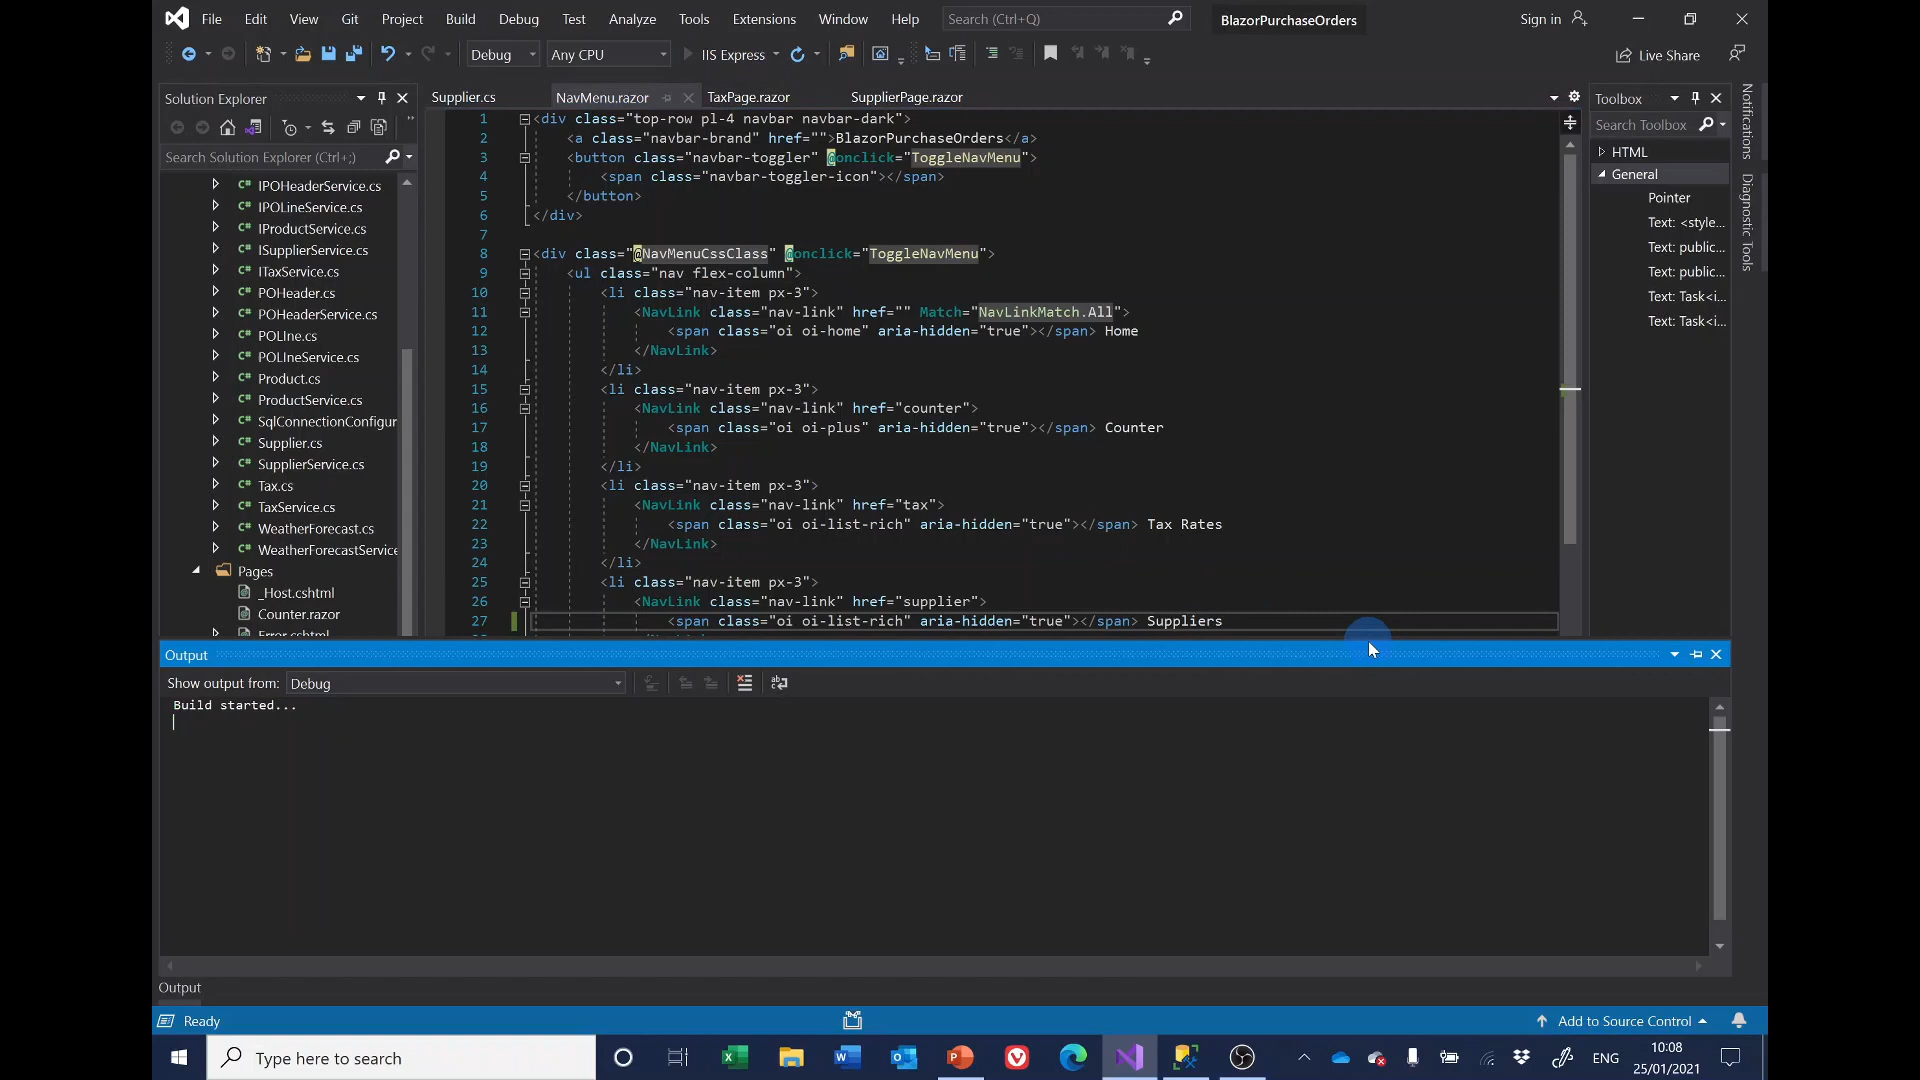 File Edit View Git Project Build Debug Test Analyze Tools Extensions Window Help Search (Ctrl+Q) BlazorPurchaseOrders Sign in
Debug Any CPU IIS Express Live Share
Solution Explorer
Search Solution Explorer (Ctrl+;)
IPOHeaderService.cs
IPOLineService.cs
IProductService.cs
ISupplierService.cs
ITaxService.cs
POHeader.cs
POHeaderService.cs
POLIne.cs
POLIneService.cs
Product.cs
ProductService.cs
SqlConnectionConfigur
Supplier.cs
SupplierService.cs
Tax.cs
TaxService.cs
WeatherForecast.cs
WeatherForecastService
Pages
_Host.cshtml
Counter.razor
Error.cshtml
Supplier.cs NavMenu.razor TaxPage.razor SupplierPage.razor
1 <div class="top-row pl-4 navbar navbar-dark">
2 <a class="navbar-brand" href="">BlazorPurchaseOrders</a>
3 <button class="navbar-toggler" @onclick="ToggleNavMenu">
4 <span class="navbar-toggler-icon"></span>
5 </button>
6 </div>
7
8 <div class="@NavMenuCssClass" @onclick="ToggleNavMenu">
9 <ul class="nav flex-column">
10 <li class="nav-item px-3">
11 <NavLink class="nav-link" href="" Match="NavLinkMatch.All">
12 <span class="oi oi-home" aria-hidden="true"></span> Home
13 </NavLink>
14 </li>
15 <li class="nav-item px-3">
16 <NavLink class="nav-link" href="counter">
17 <span class="oi oi-plus" aria-hidden="true"></span> Counter
18 </NavLink>
19 </li>
20 <li class="nav-item px-3">
21 <NavLink class="nav-link" href="tax">
22 <span class="oi oi-list-rich" aria-hidden="true"></span> Tax Rates
23 </NavLink>
24 </li>
25 <li class="nav-item px-3">
26 <NavLink class="nav-link" href="supplier">
27 <span class="oi oi-list-rich" aria-hidden="true"></span> Suppliers
Toolbox
Search Toolbox
HTML
General
Pointer
Text: <style...
Text: public...
Text: public...
Text: Task<i...
Text: Task<i...
Notifications
Diagnostic Tools
Output
Show output from: Debug
Build started...
Output
Ready Add to Source Control
Type here to search ENG 10:08
25/01/2021